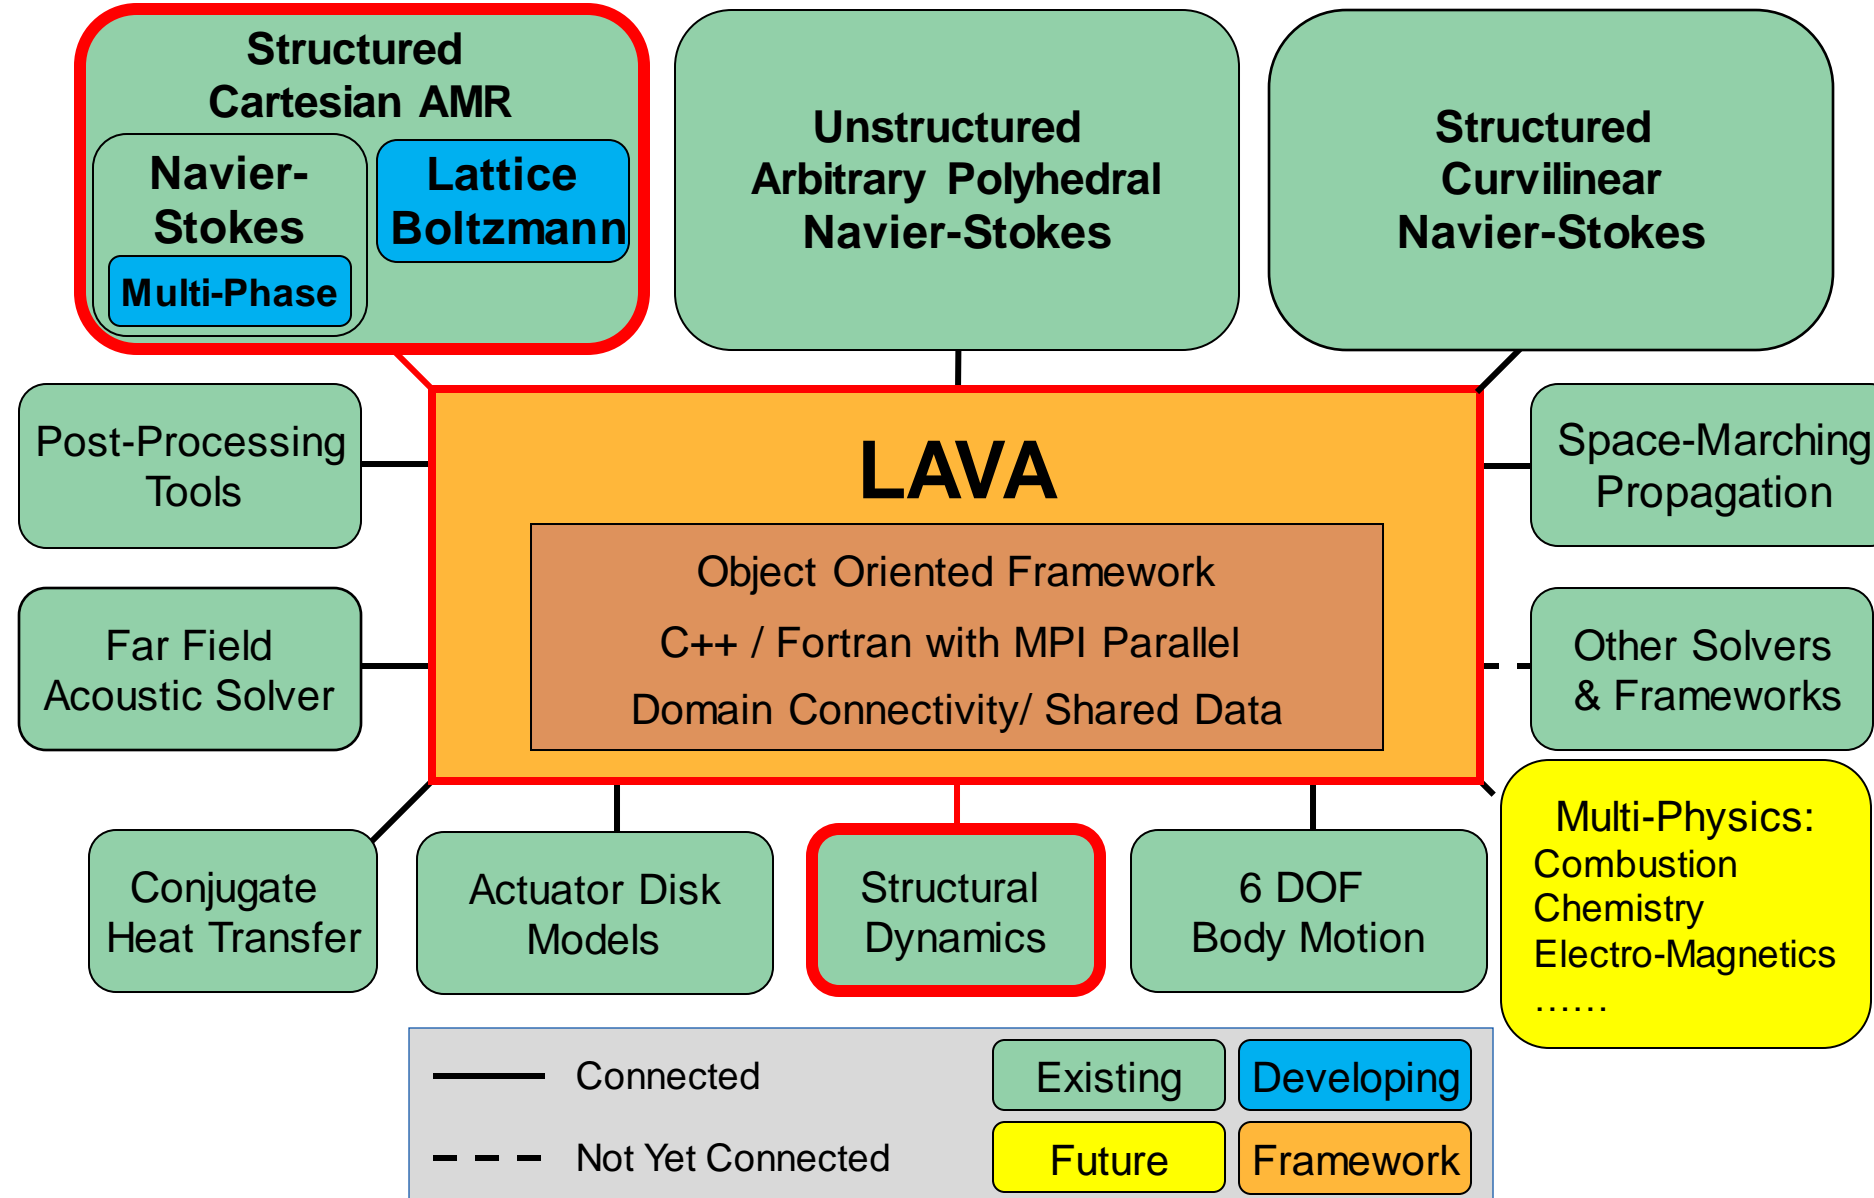 Structured
Cartesian AMR
Navier-
Stokes
Multi-Phase
Lattice
Boltzmann
Unstructured
Arbitrary Polyhedral
Navier-Stokes
Structured
Curvilinear
Navier-Stokes
Post-Processing
Tools
Far Field
Acoustic Solver
LAVA
Object Oriented Framework
C++ / Fortran with MPI Parallel
Domain Connectivity/ Shared Data
Space-Marching
Propagation
Other Solvers
& Frameworks
Conjugate
Heat Transfer
Actuator Disk
Models
Structural
Dynamics
6 DOF
Body Motion
Multi-Physics:
Combustion
Chemistry
Electro-Magnetics
……
Connected
Not Yet Connected
Existing
Developing
Future
Framework